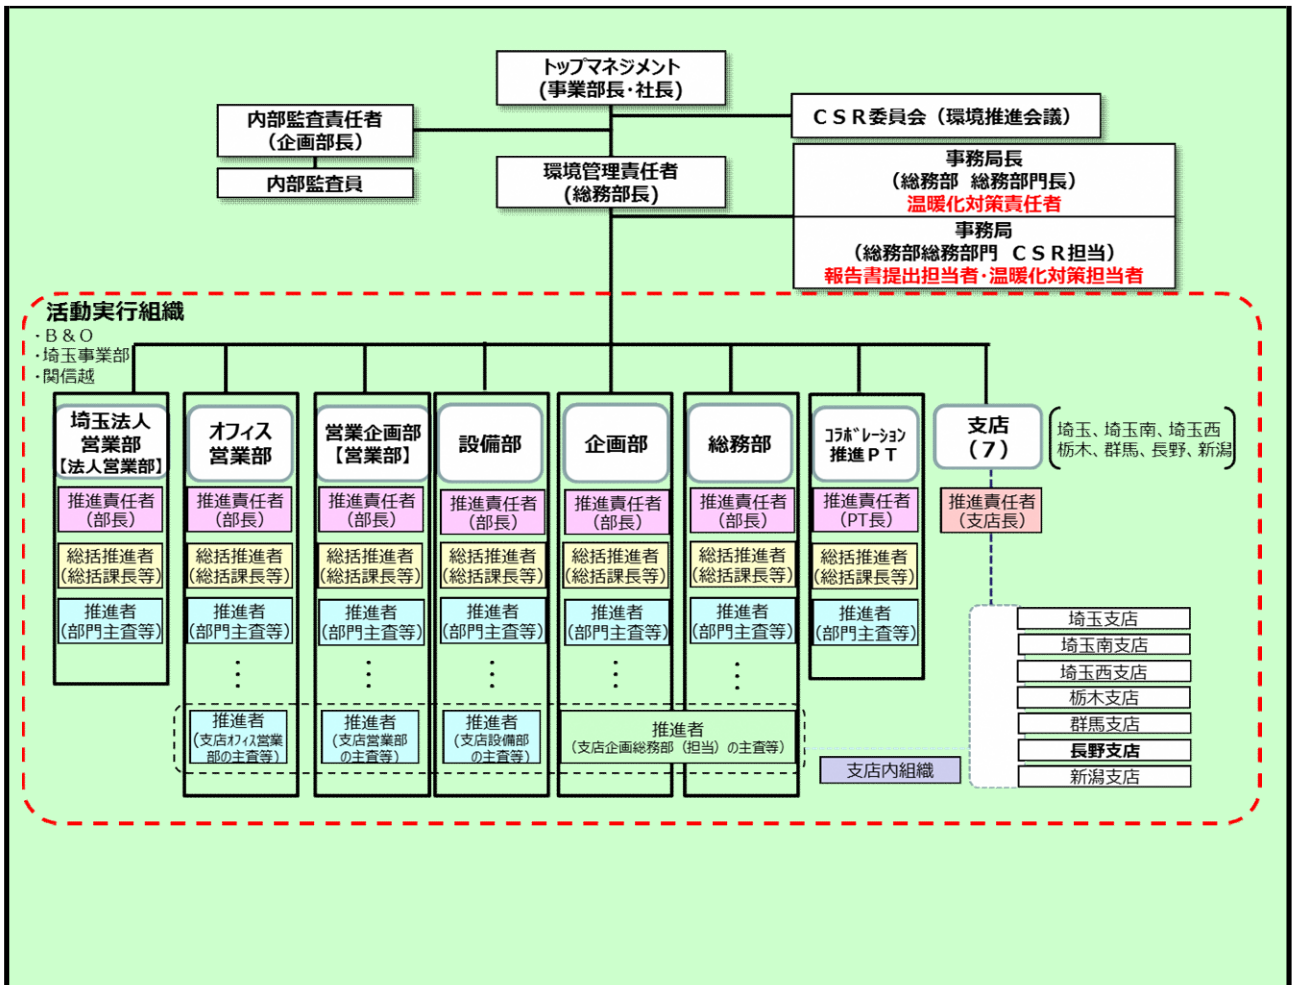 トップマネジメント
(事業部長・社長)
内部監査責任者
(企画部長)
内部監査員
CSR委員会(環境推進会議)
環境管理責任者
(総務部長)
事務局長
(総務部 総務部門長)
温暖化対策責任者
事務局
(総務部総務部門 CSR担当)
報告書提出担当者・温暖化対策担当者
活動実行組織
・B&O
・埼玉事業部
・関信越
埼玉法人
営業部
【法人営業部】
推進責任者
(部長)
総括推進者
(総括課長等)
推進者
(部門主査等)
オフィス
営業部
推進責任者
(部長)
総括推進者
(総括課長等)
推進者
(部門主査等)
⋮
推進者
(支店オフィス営業
部の主査等)
営業企画部
【営業部】
推進責任者
(部長)
総括推進者
(総括課長等)
推進者
(部門主査等)
⋮
推進者
(支店営業部
の主査等)
設備部
推進責任者
(部長)
総括推進者
(総括課長等)
推進者
(部門主査等)
⋮
推進者
(支店設備部
の主査等)
企画部
推進責任者
(部長)
総括推進者
(総括課長等)
推進者
(部門主査等)
⋮
総務部
推進責任者
(部長)
総括推進者
(総括課長等)
推進者
(部門主査等)
⋮
推進者
(支店企画総務部(担当)の主査等)
コラボレーション
推進PT
推進責任者
(PT長)
総括推進者
(総括課長等)
推進者
(部門主査等)
支店
(7)
埼玉、埼玉南、埼玉西
栃木、群馬、長野、新潟
推進責任者
(支店長)
埼玉支店
埼玉南支店
埼玉西支店
栃木支店
群馬支店
長野支店
新潟支店
支店内組織